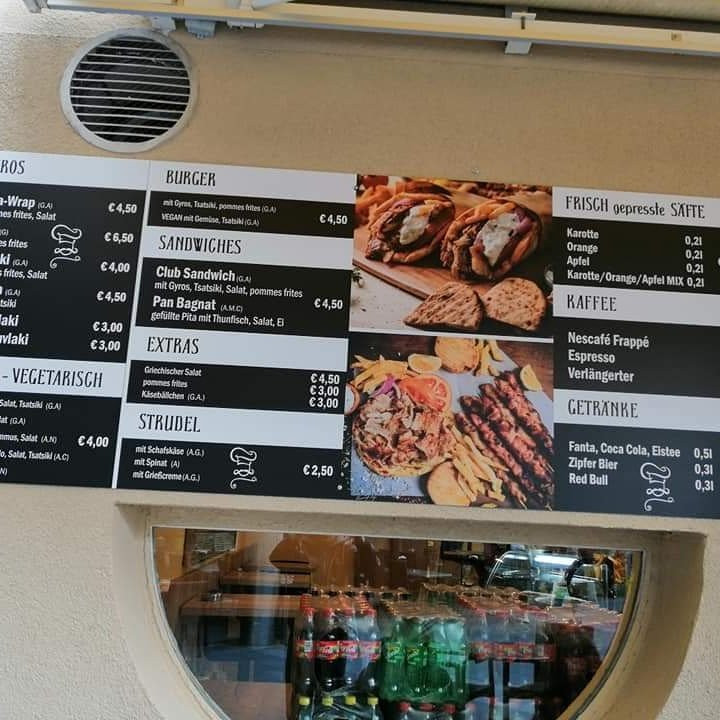 ROS
a-Wrap (G.A) € 4,50
mes frites, Salat
(G) € 6,50
s frites
ki (G.A) € 4,00
s frites, Salat
(G.A) € 4,50
tsiki
laki € 3,00
uvlaki € 3,00
- VEGETARISCH
Salat, Tsatsiki (G.A)
lat (G.A)
mmus, Salat (A.N) € 4,00
o, Salat, Tsatsiki (A.C)
BURGER
mit Gyros, Tsatsiki, pommes frites (G.A)
VEGAN mit Gemüse, Tsatsiki (G.A) € 4,50
SANDWICHES
Club Sandwich (G.A)
mit Gyros, Tsatsiki, Salat, pommes frites
Pan Bagnat (A.M.C) € 4,50
gefüllte Pita mit Thunfisch, Salat, Ei
EXTRAS
Griechischer Salat € 4,50
pommes frites € 3,00
Käsebällchen (G.A.) € 3,00
STRUDEL
mit Schafskäse (A.G.)
mit Spinat (A) € 2,50
mit Grießcreme (A.G.)
FRISCH gepresste SÄFTE
Karotte 0,2l
Orange 0,2l
Apfel 0,2l
Karotte/Orange/Apfel MIX 0,2l
KAFFEE
Nescafé Frappé
Espresso
Verlängerter
GETRÄNKE
Fanta, Coca Cola, Eistee 0,5l
Zipfer Bier 0,3l
Red Bull 0,3l